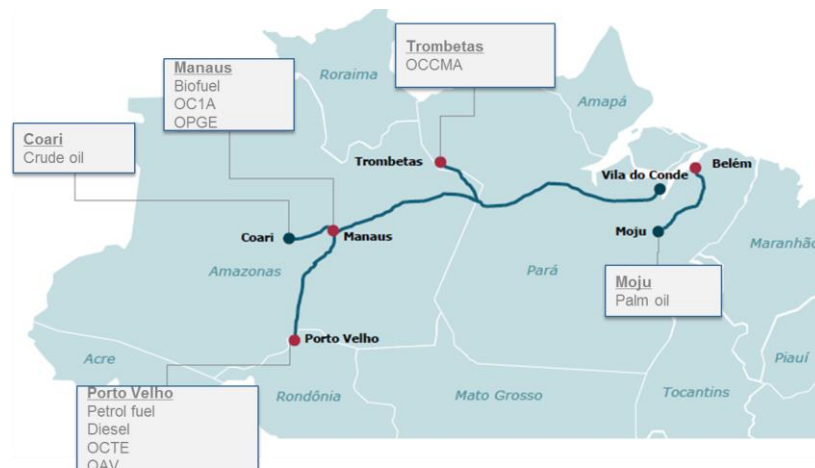 Trombetas
OCCMA
Manaus
Biofuel
OC1A
OPGE
Roraima
Amapá
Coari
Crude oil
Trombetas
Vila do Conde
Belém
Coari
Manaus
Moju
Maranhão
Amazonas
Pará
Moju
Palm oil
Porto Velho
Acre
Piauí
Rondônia
Mato Grosso
Tocantins
Porto Velho
Petrol fuel
Diesel
OCTE
QAV